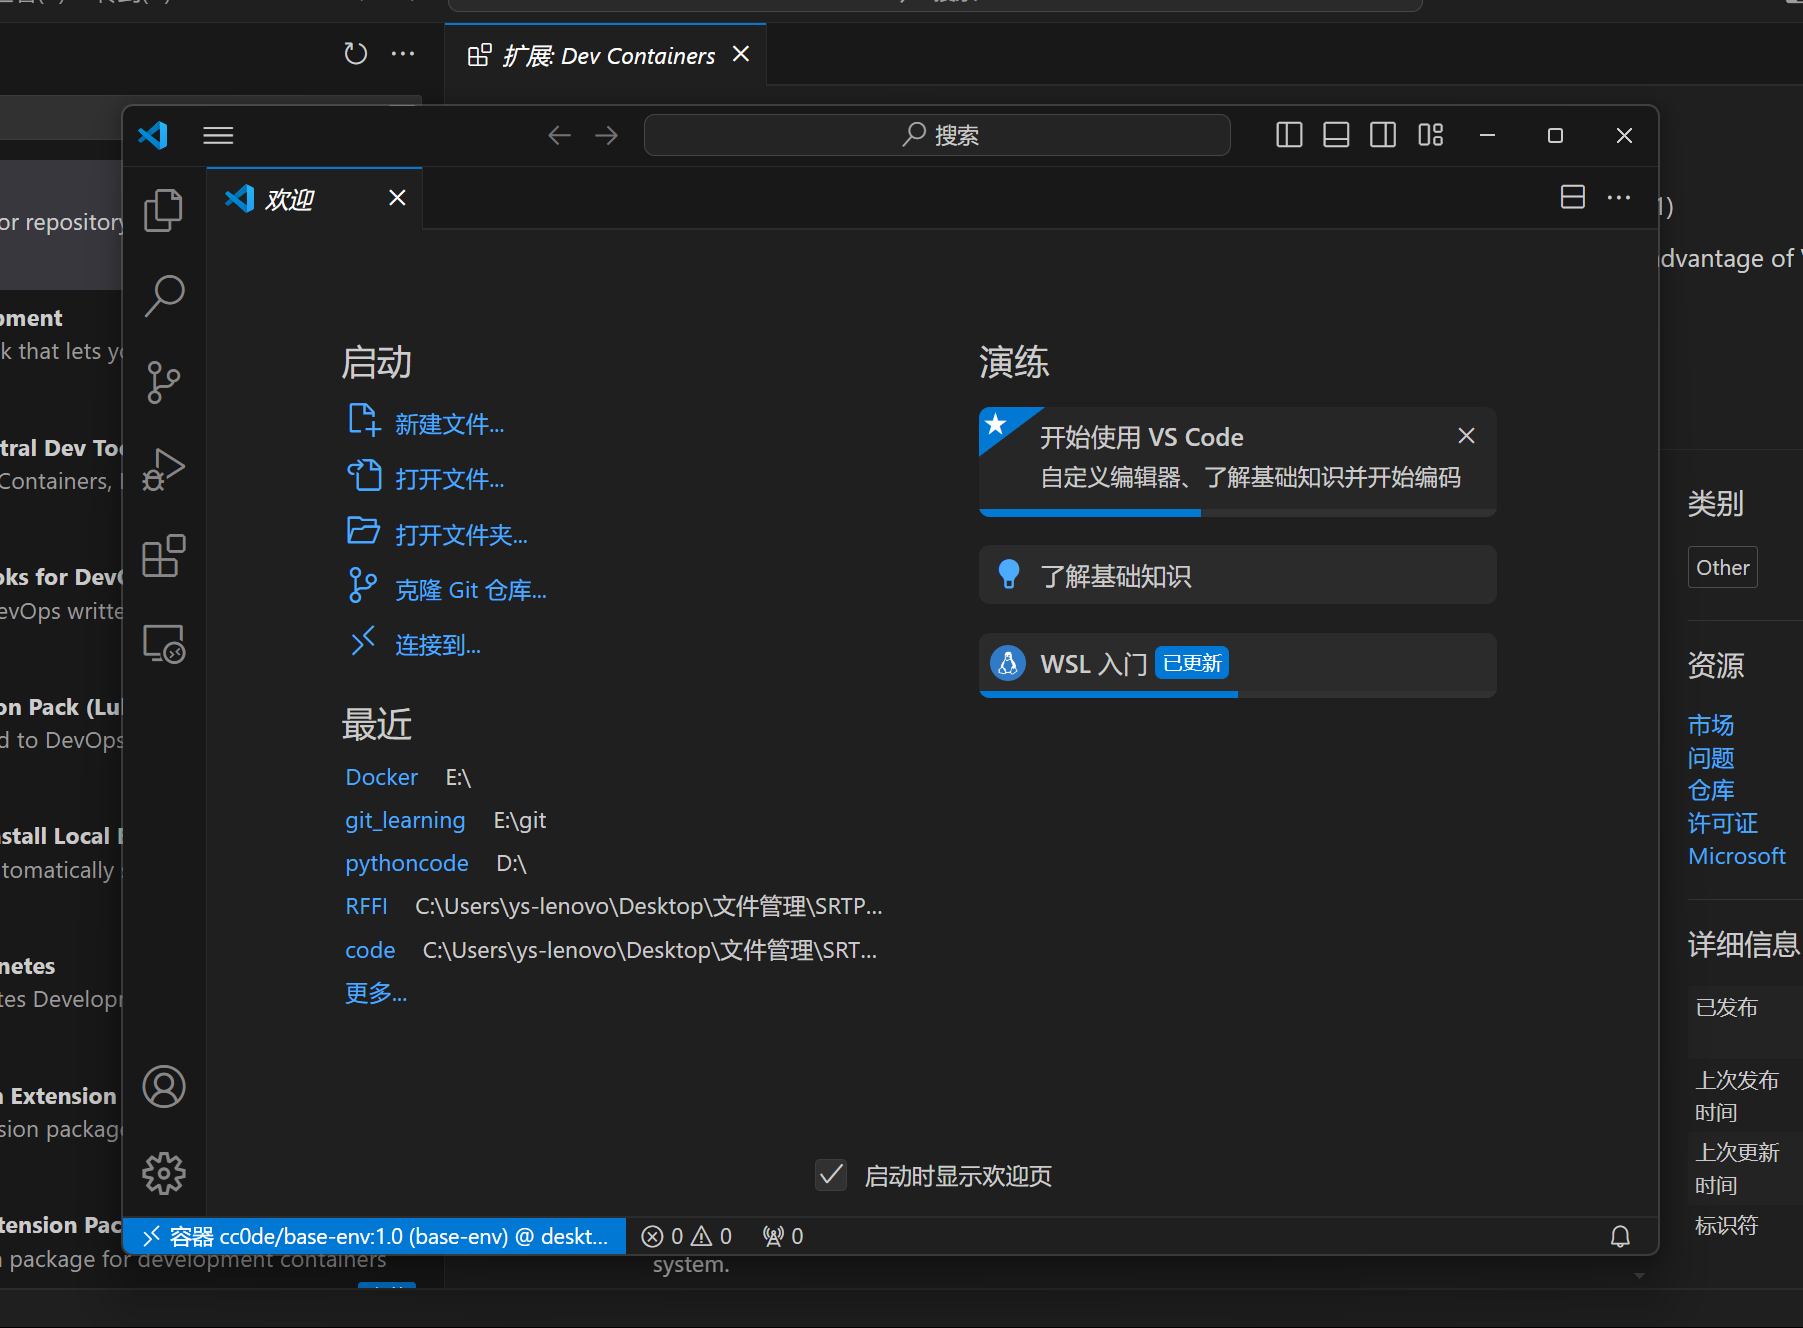 扩展: Dev Containers
搜索
欢迎
or repository
1)
dvantage of
pment
k that lets
启动
演练
新建文件...
开始使用 VS Code
自定义编辑器、了解基础知识并开始编码
tral Dev
Containers,
打开文件...
打开文件夹...
类别
Other
oks for
evOps
了解基础知识
克隆 Git 仓库...
连接到...
WSL 入门 已更新
资源
on Pack
d to DevOps
最近
市场
问题
仓库
许可证
Microsoft
Docker E:\
git_learning E:\git
stall Local
tomatically
pythoncode D:\
RFFI C:\Users\ys-lenovo\Desktop\文件管理\SRTP...
code C:\Users\ys-lenovo\Desktop\文件管理\SRT...
更多...
详细信息
netes
tes
已发布
上次发布
时间
上次更新
时间
标识符
Extension
sion
启动时显示欢迎页
tension
容器 cc0de/base-env:1.0 (base-env) @ deskt...
0 0 0
package for development containers
system.